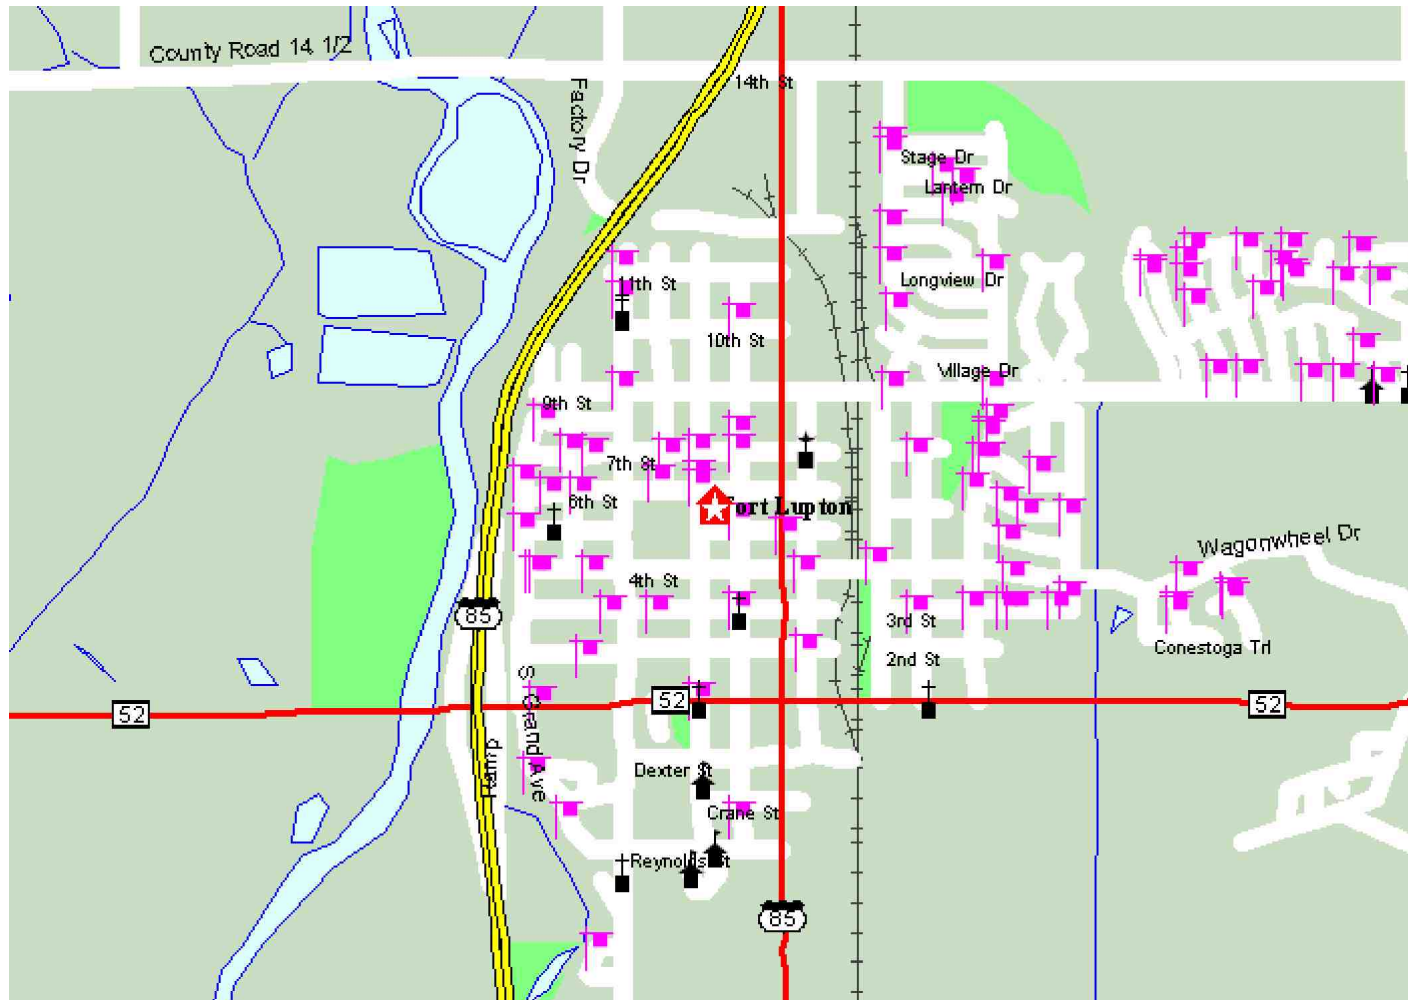 County Road 14 1/2
14th St
Factory Dr
Stage Dr
Lantern Dr
11th St
Longview Dr
10th St
Village Dr
9th St
7th St
6th St
Fort Lupton
Wagonwheel Dr
4th St
85
3rd St
Conestoga Trl
2nd St
52
52
52
S Grand Ave
Ramp
Dexter St
Crane St
Reynolds St
85